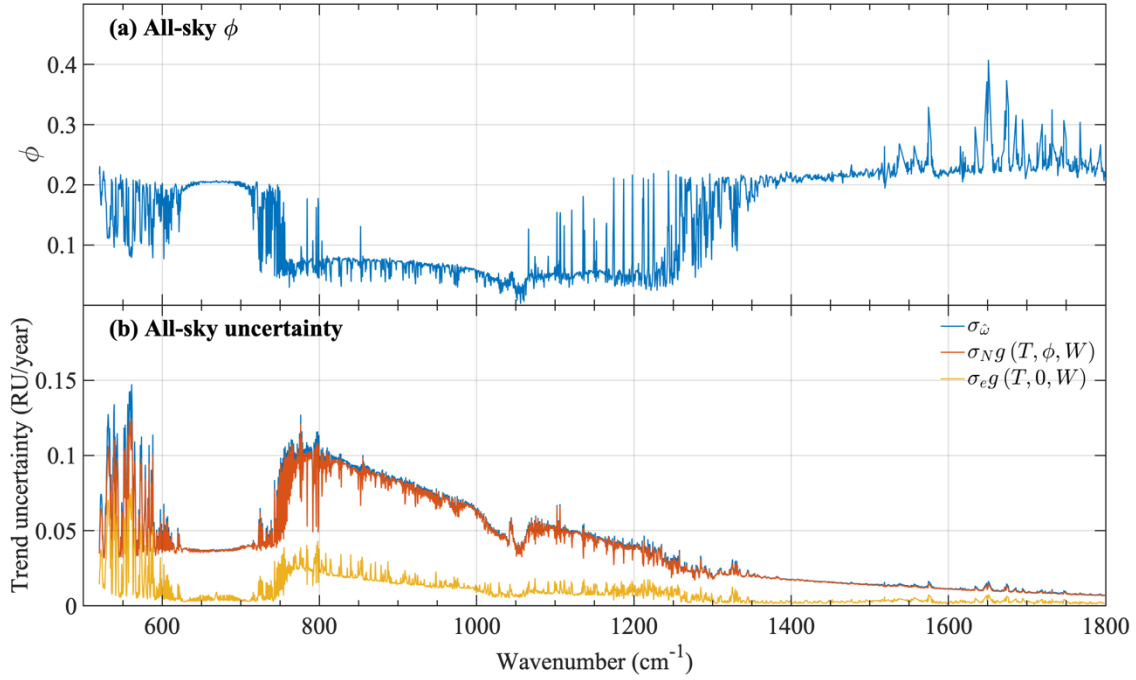 (a) All-sky ϕ
0.4
0.3
0.2
0.1
ϕ
(b) All-sky uncertainty
σ_ω̂
σ_N g (T, ϕ, W)
σ_e g (T, 0, W)
0.15
0.1
0.05
0
Trend uncertainty (RU/year)
600 800 1000 1200 1400 1600 1800
Wavenumber (cm⁻¹)